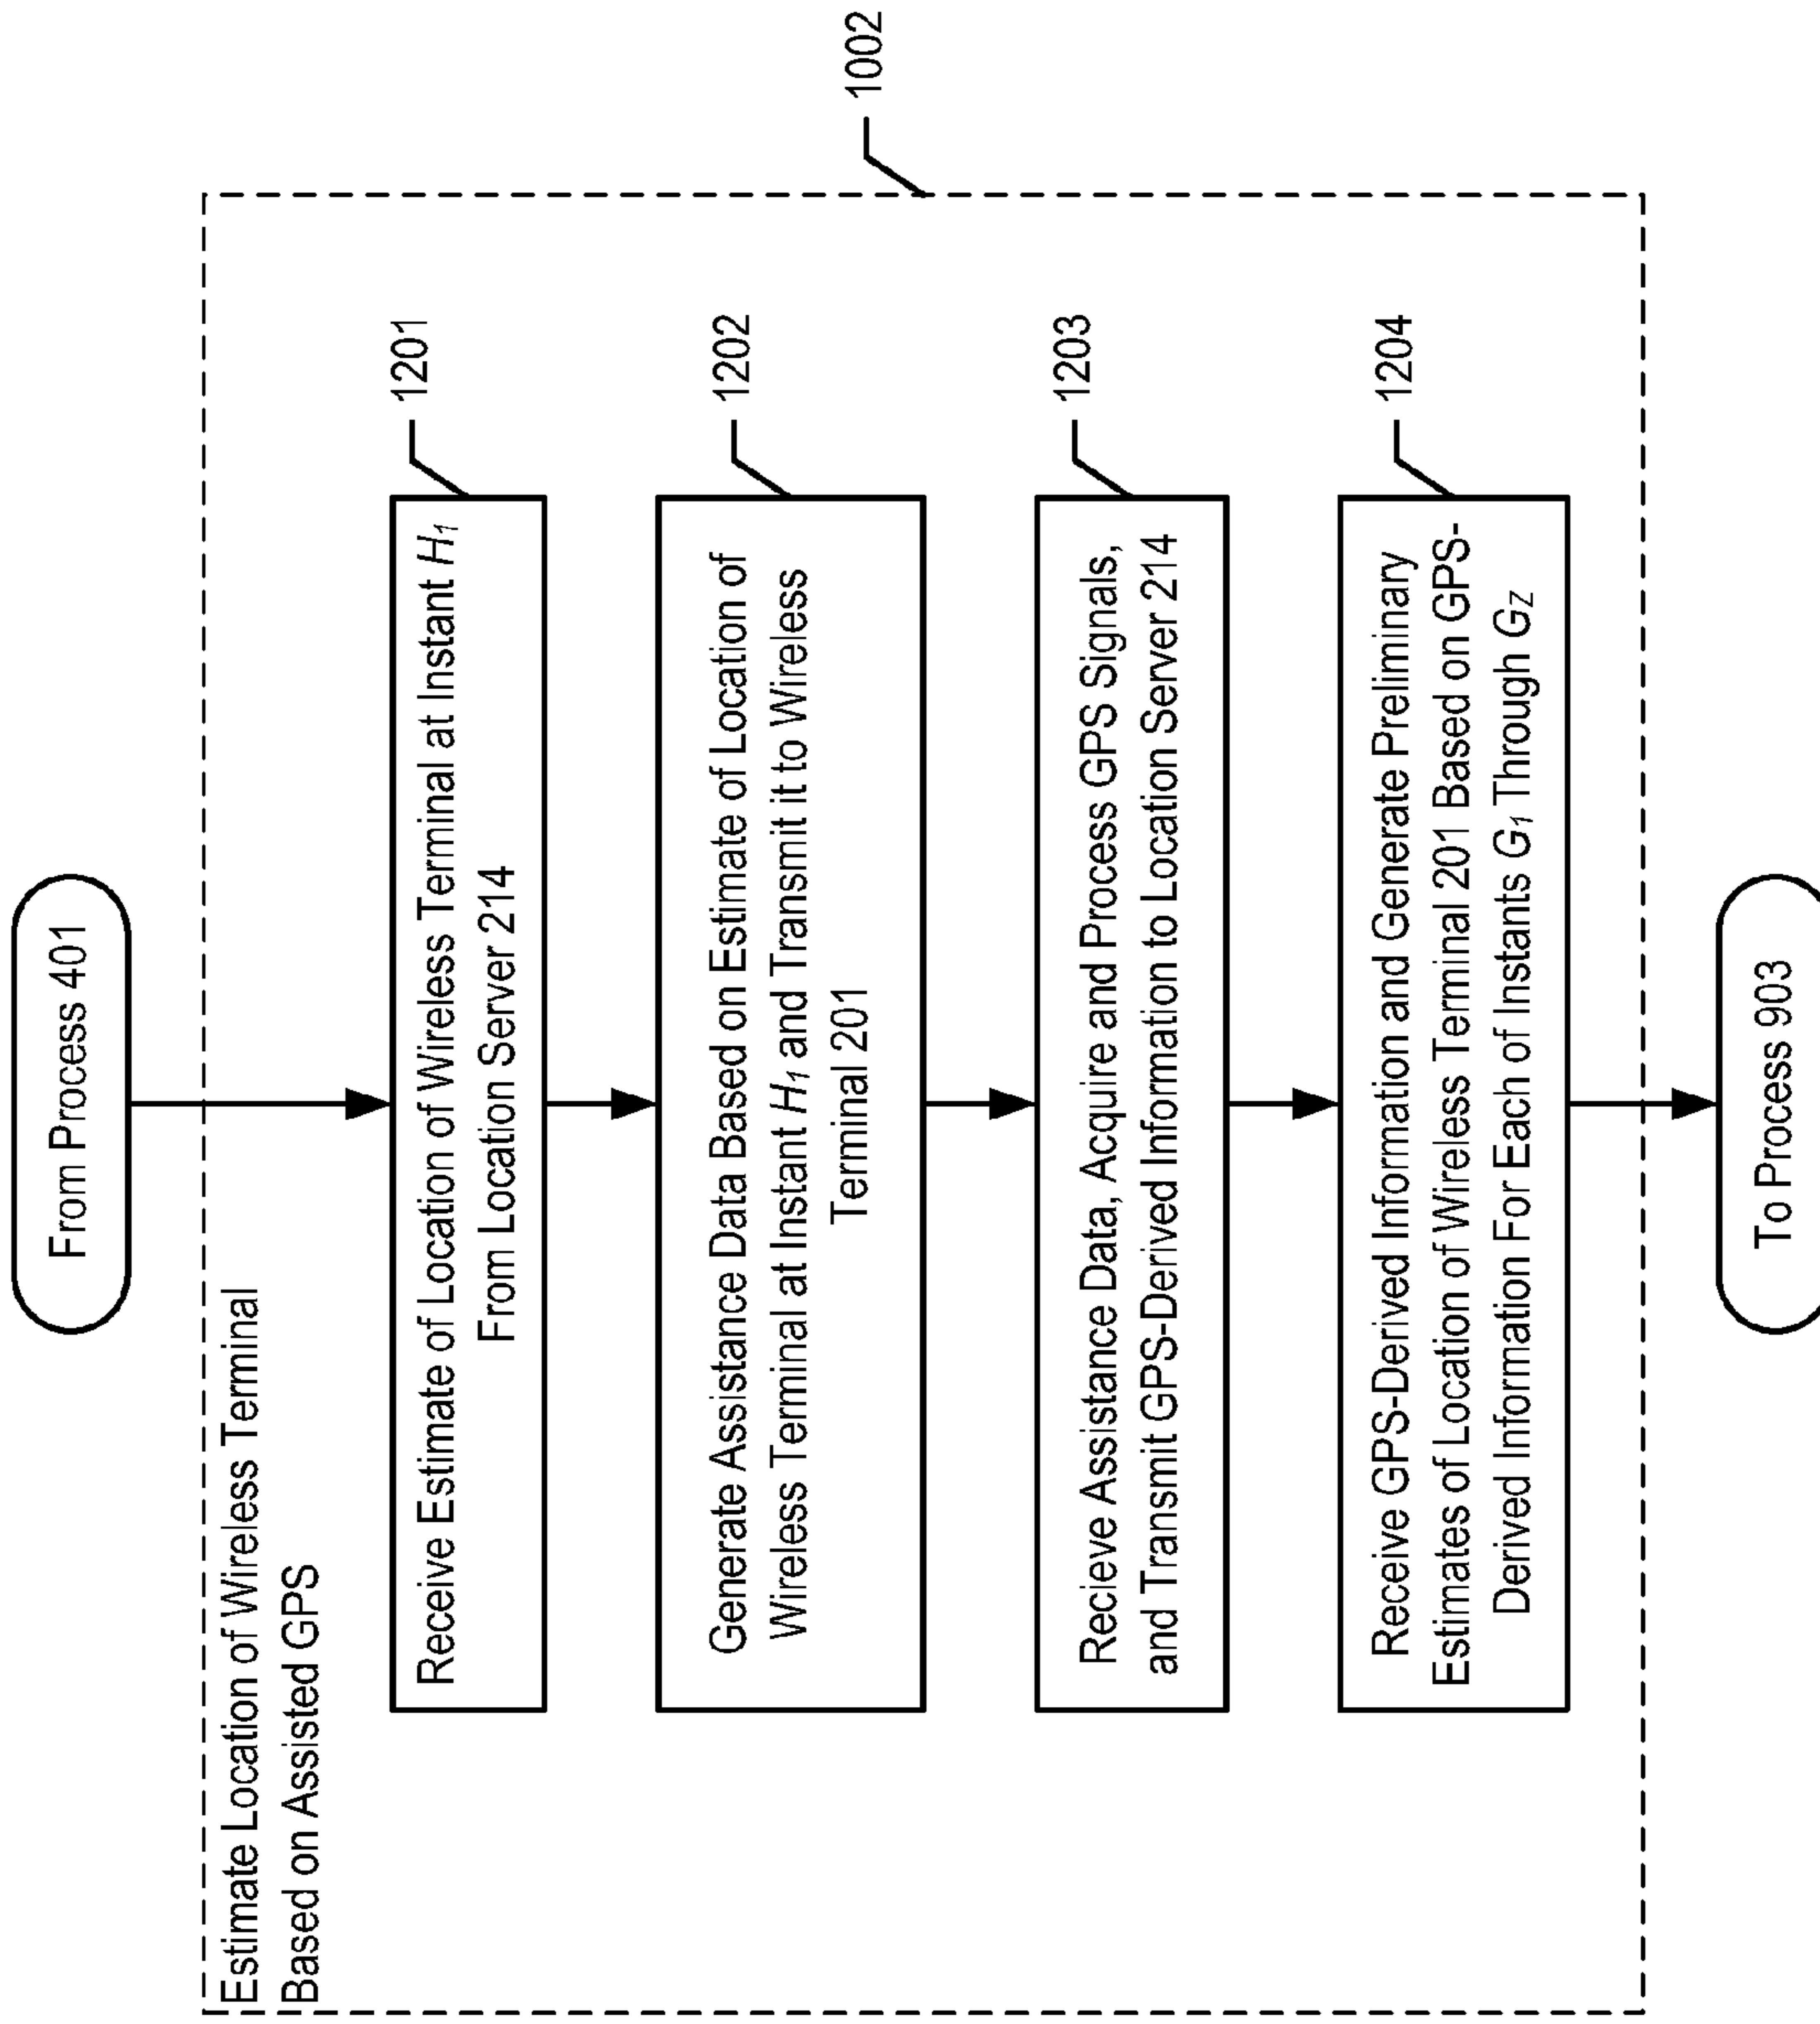 From Process 401
Estimate Location of Wireless Terminal
Based on Assisted GPS
1002
Receive Estimate of Location of Wireless Terminal at Instant H1
From Location Server 214
1201
Generate Assistance Data Based on Estimate of Location of
Wireless Terminal at Instant H1 and Transmit it to Wireless
Terminal 201
1202
Recieve Assistance Data, Acquire and Process GPS Signals,
and Transmit GPS-Derived Information to Location Server 214
1203
Receive GPS-Derived Information and Generate Preliminary
Estimates of Location of Wireless Terminal 201 Based on GPS-
Derived Information For Each of Instants G1 Through GZ
1204
To Process 903